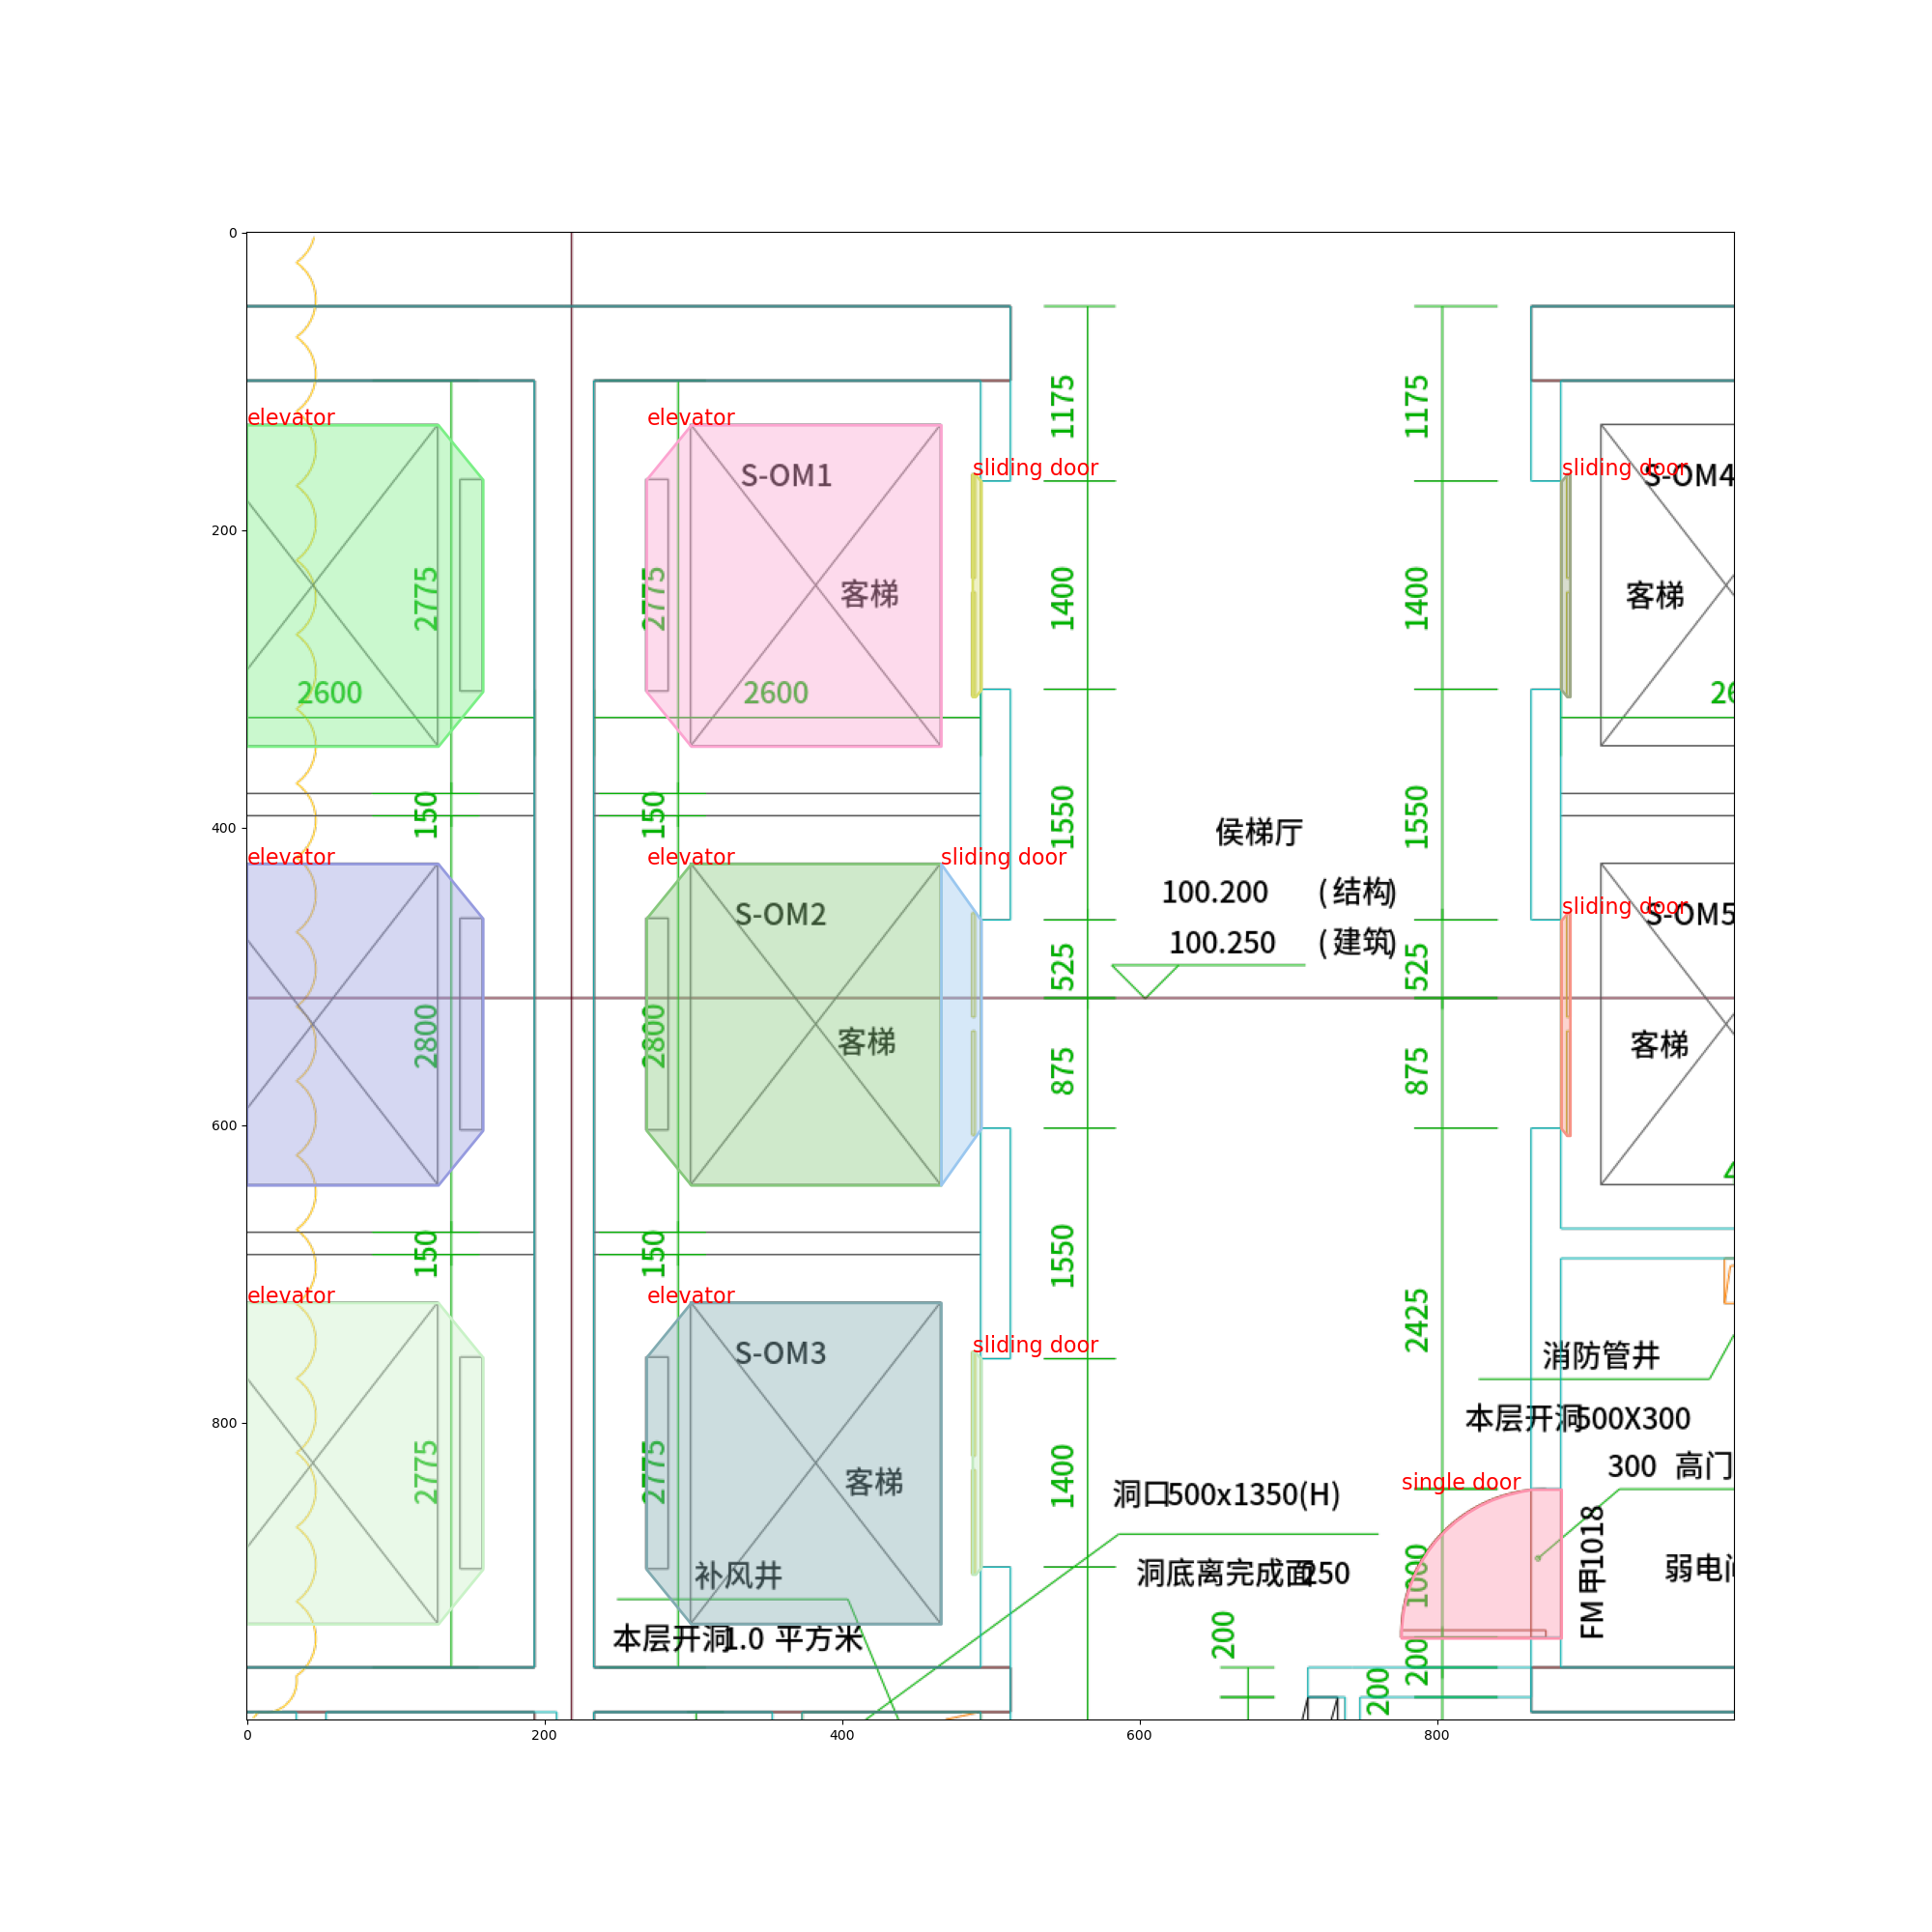 0
1175
1175
elevator
elevator
sliding door
sliding door
S-OM1
S-OM4
200
2775
2775
客梯
1400
1400
客梯
2600
2600
150
150
1550
1550
侯梯厅
400
elevator
elevator
sliding door
100.200 (结构)
sliding door
S-OM2
S-OM5
100.250 (建筑)
525
525
2800
2800
客梯
875
875
客梯
600
150
150
1550
elevator
elevator
2425
S-OM3
sliding door
消防管井
800
本层开洞500X300
300 高门
2775
2775
客梯
1400
洞口500x1350(H)
single door
补风井
洞底离完成面250
1000
FM甲1018
弱电间
本层开洞1.0 平方米
200
200
200
0
200
400
600
800